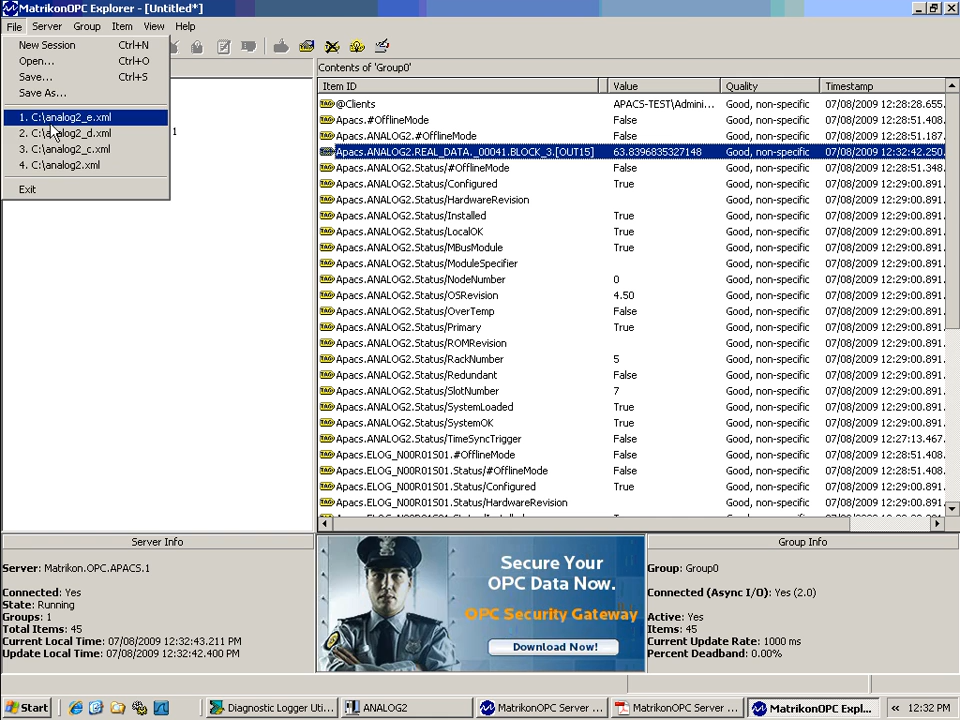 MatrikonOPC Explorer - [Untitled*]
File Server Group Item View Help
New Session Ctrl+N
Open... Ctrl+O
Save... Ctrl+S
Save As...
1. C:\analog2_e.xml
2. C:\analog2_d.xml
3. C:\analog2_c.xml
4. C:\analog2.xml
Exit
1
Contents of 'Group0'
Item ID Value Quality Timestamp
@Clients APACS-TEST\Admini... Good, non-specific 07/08/2009 12:28:28.655.
Apacs.#OfflineMode False Good, non-specific 07/08/2009 12:28:51.408.
Apacs.ANALOG2.#OfflineMode False Good, non-specific 07/08/2009 12:28:51.187.
Apacs.ANALOG2.REAL_DATA._00041.BLOCK_3.[OUT15] 63.8396835327148 Good, non-specific 07/08/2009 12:32:42.250.
Apacs.ANALOG2.Status/#OfflineMode False Good, non-specific 07/08/2009 12:28:51.348.
Apacs.ANALOG2.Status/Configured True Good, non-specific 07/08/2009 12:29:00.891.
Apacs.ANALOG2.Status/HardwareRevision Good, non-specific 07/08/2009 12:29:00.891.
Apacs.ANALOG2.Status/Installed True Good, non-specific 07/08/2009 12:29:00.891.
Apacs.ANALOG2.Status/LocalOK True Good, non-specific 07/08/2009 12:29:00.891.
Apacs.ANALOG2.Status/MBusModule True Good, non-specific 07/08/2009 12:29:00.891.
Apacs.ANALOG2.Status/ModuleSpecifier Good, non-specific 07/08/2009 12:29:00.891.
Apacs.ANALOG2.Status/NodeNumber 0 Good, non-specific 07/08/2009 12:29:00.891.
Apacs.ANALOG2.Status/OSRevision 4.50 Good, non-specific 07/08/2009 12:29:00.891.
Apacs.ANALOG2.Status/OverTemp False Good, non-specific 07/08/2009 12:29:00.891.
Apacs.ANALOG2.Status/Primary True Good, non-specific 07/08/2009 12:29:00.891.
Apacs.ANALOG2.Status/ROMRevision Good, non-specific 07/08/2009 12:29:00.891.
Apacs.ANALOG2.Status/RackNumber 5 Good, non-specific 07/08/2009 12:29:00.891.
Apacs.ANALOG2.Status/Redundant False Good, non-specific 07/08/2009 12:29:00.891.
Apacs.ANALOG2.Status/SlotNumber 7 Good, non-specific 07/08/2009 12:29:00.891.
Apacs.ANALOG2.Status/SystemLoaded True Good, non-specific 07/08/2009 12:29:00.891.
Apacs.ANALOG2.Status/SystemOK True Good, non-specific 07/08/2009 12:29:00.891.
Apacs.ANALOG2.Status/TimeSyncTrigger False Good, non-specific 07/08/2009 12:27:13.467.
Apacs.ELOG_N00R01S01.#OfflineMode False Good, non-specific 07/08/2009 12:28:51.408.
Apacs.ELOG_N00R01S01.Status/#OfflineMode False Good, non-specific 07/08/2009 12:28:51.408.
Apacs.ELOG_N00R01S01.Status/Configured True Good, non-specific 07/08/2009 12:29:00.891.
Apacs.ELOG_N00R01S01.Status/HardwareRevision Good, non-specific 07/08/2009 12:29:00.891.
Server Info
Server: Matrikon.OPC.APACS.1
Connected: Yes
State: Running
Groups: 1
Total Items: 45
Current Local Time: 07/08/2009 12:32:43.211 PM
Update Local Time: 07/08/2009 12:32:42.400 PM
Secure Your
OPC Data Now.
OPC Security Gateway
Download Now!
Group Info
Group: Group0
Connected (Async I/O): Yes (2.0)
Active: Yes
Items: 45
Current Update Rate: 1000 ms
Percent Deadband: 0.00%
Start Diagnostic Logger Uti... ANALOG2 MatrikonOPC Server ... MatrikonOPC Server ... MatrikonOPC Expl... « 12:32 PM